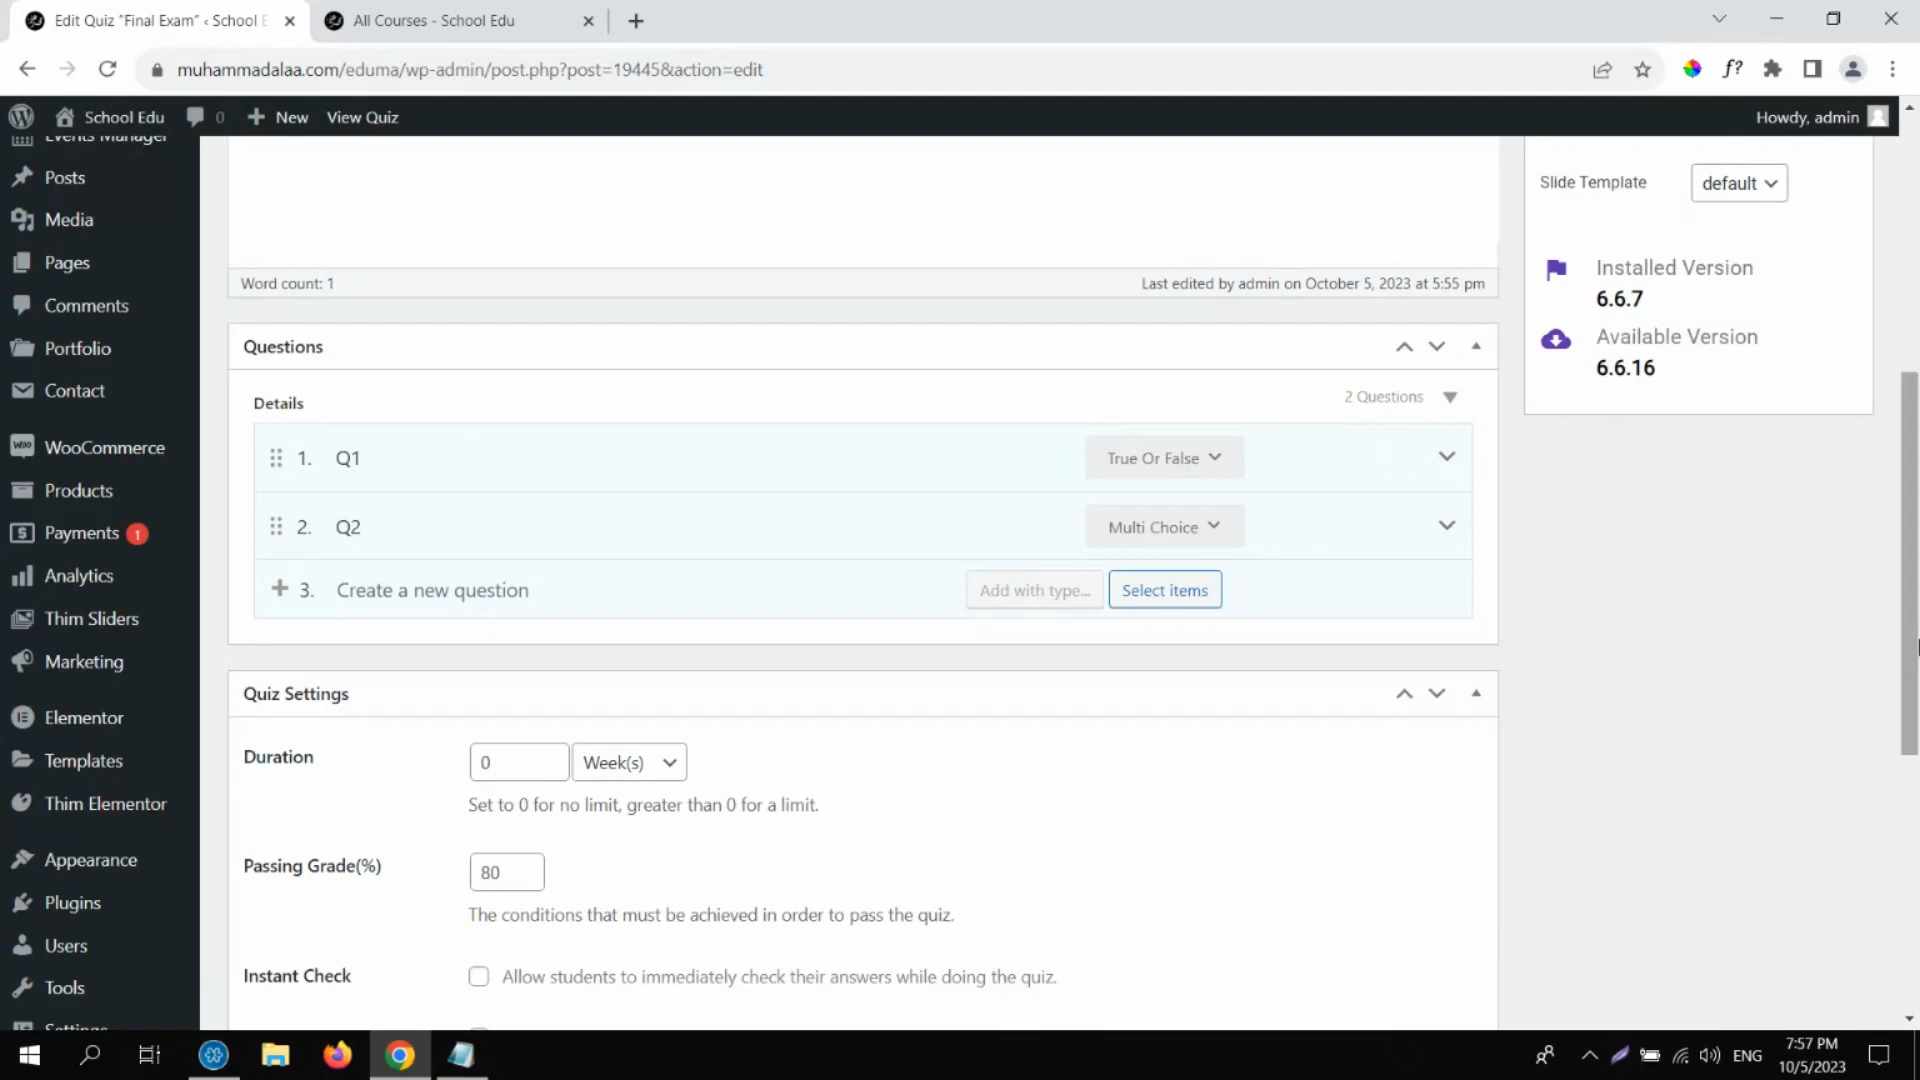 Edit Quiz "Final Exam" ‹ School E
All Courses - School Edu
muhammadalaa.com/eduma/wp-admin/post.php?post=19445&action=edit
f?
School Edu
0
New
View Quiz
Howdy, admin
Events Manager
Posts
Media
Pages
Comments
Portfolio
Contact
WooCommerce
Products
Payments 1
Analytics
Thim Sliders
Marketing
Elementor
Templates
Thim Elementor
Appearance
Plugins
Users
Tools
Settings
Word count: 1
Last edited by admin on October 5, 2023 at 5:55 pm
Questions
Details
2 Questions
1. Q1
True Or False
2. Q2
Multi Choice
3. Create a new question
Add with type...
Select items
Quiz Settings
Duration
0
Week(s)
Set to 0 for no limit, greater than 0 for a limit.
Passing Grade(%)
80
The conditions that must be achieved in order to pass the quiz.
Instant Check
Allow students to immediately check their answers while doing the quiz.
Slide Template
default
Installed Version
6.6.7
Available Version
6.6.16
ENG
7:57 PM
10/5/2023